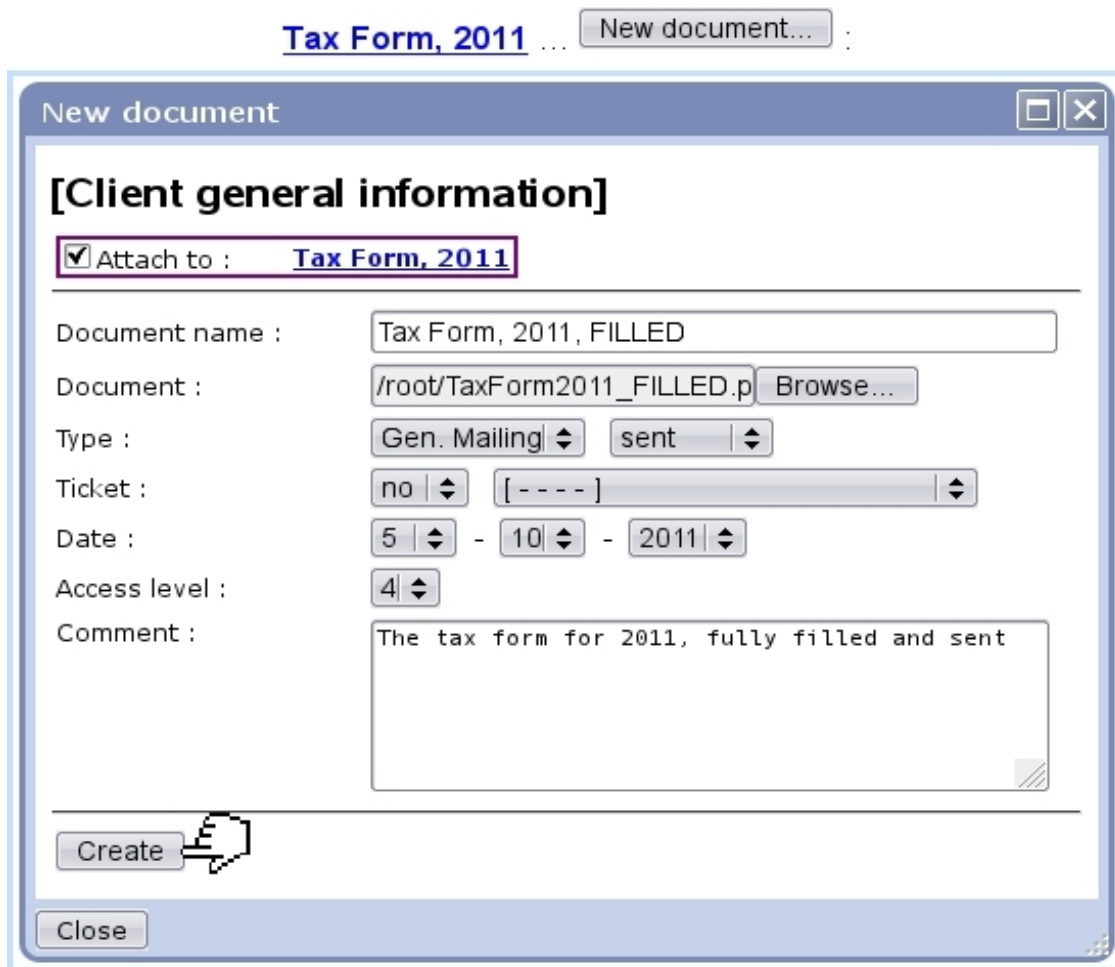 Tax Form, 2011 ... New document... :
New document
[Client general information]
Attach to : Tax Form, 2011
Document name : Tax Form, 2011, FILLED
Document : /root/TaxForm2011_FILLED.p Browse...
Type : Gen. Mailing sent
Ticket : no [ - - - - ]
Date : 5 - 10 - 2011
Access level : 4
Comment : The tax form for 2011, fully filled and sent
Create
Close